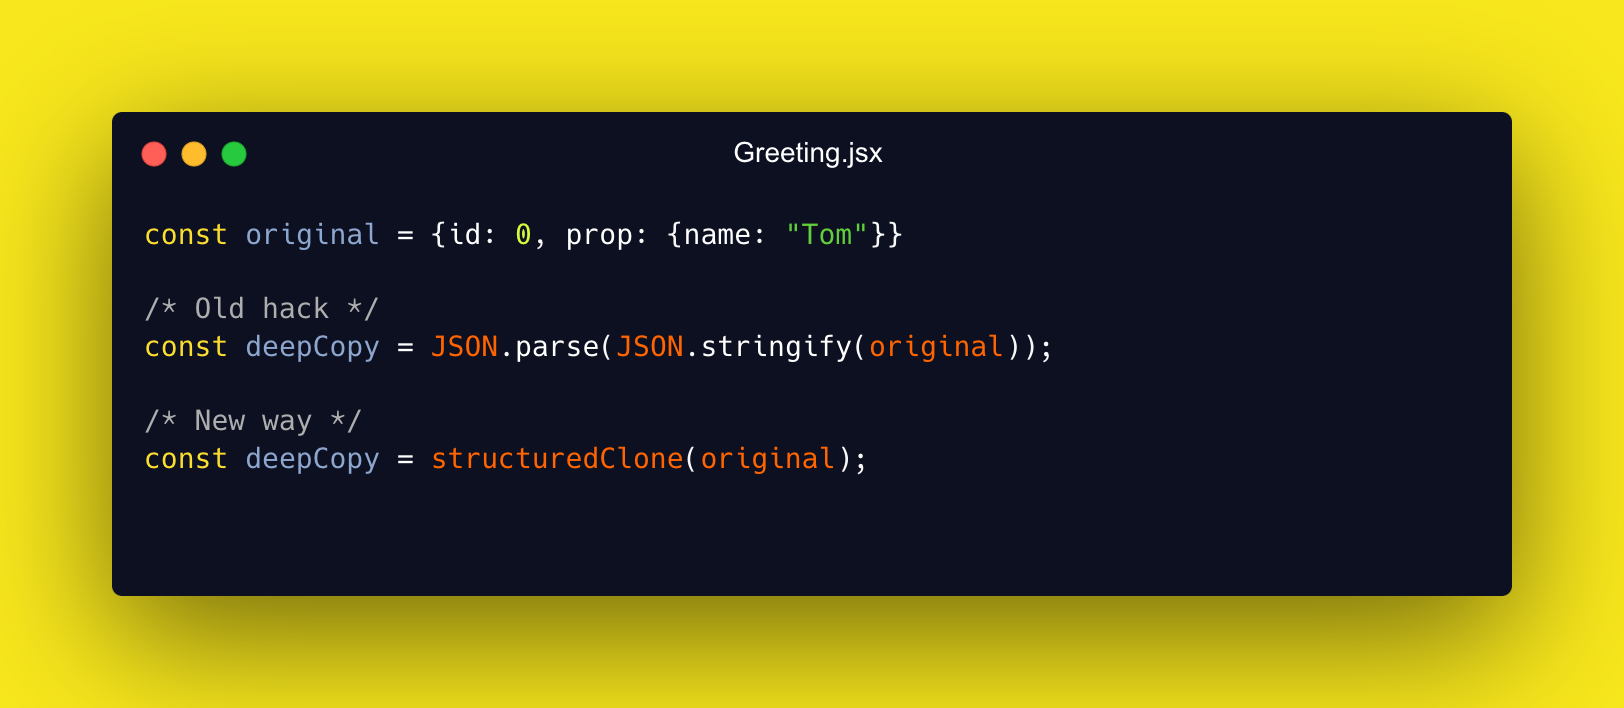 Greeting.jsx
const original = {id: 0, prop: {name: "Tom"}}
/* Old hack */
const deepCopy = JSON.parse(JSON.stringify(original));
/* New way */
const deepCopy = structuredClone(original);